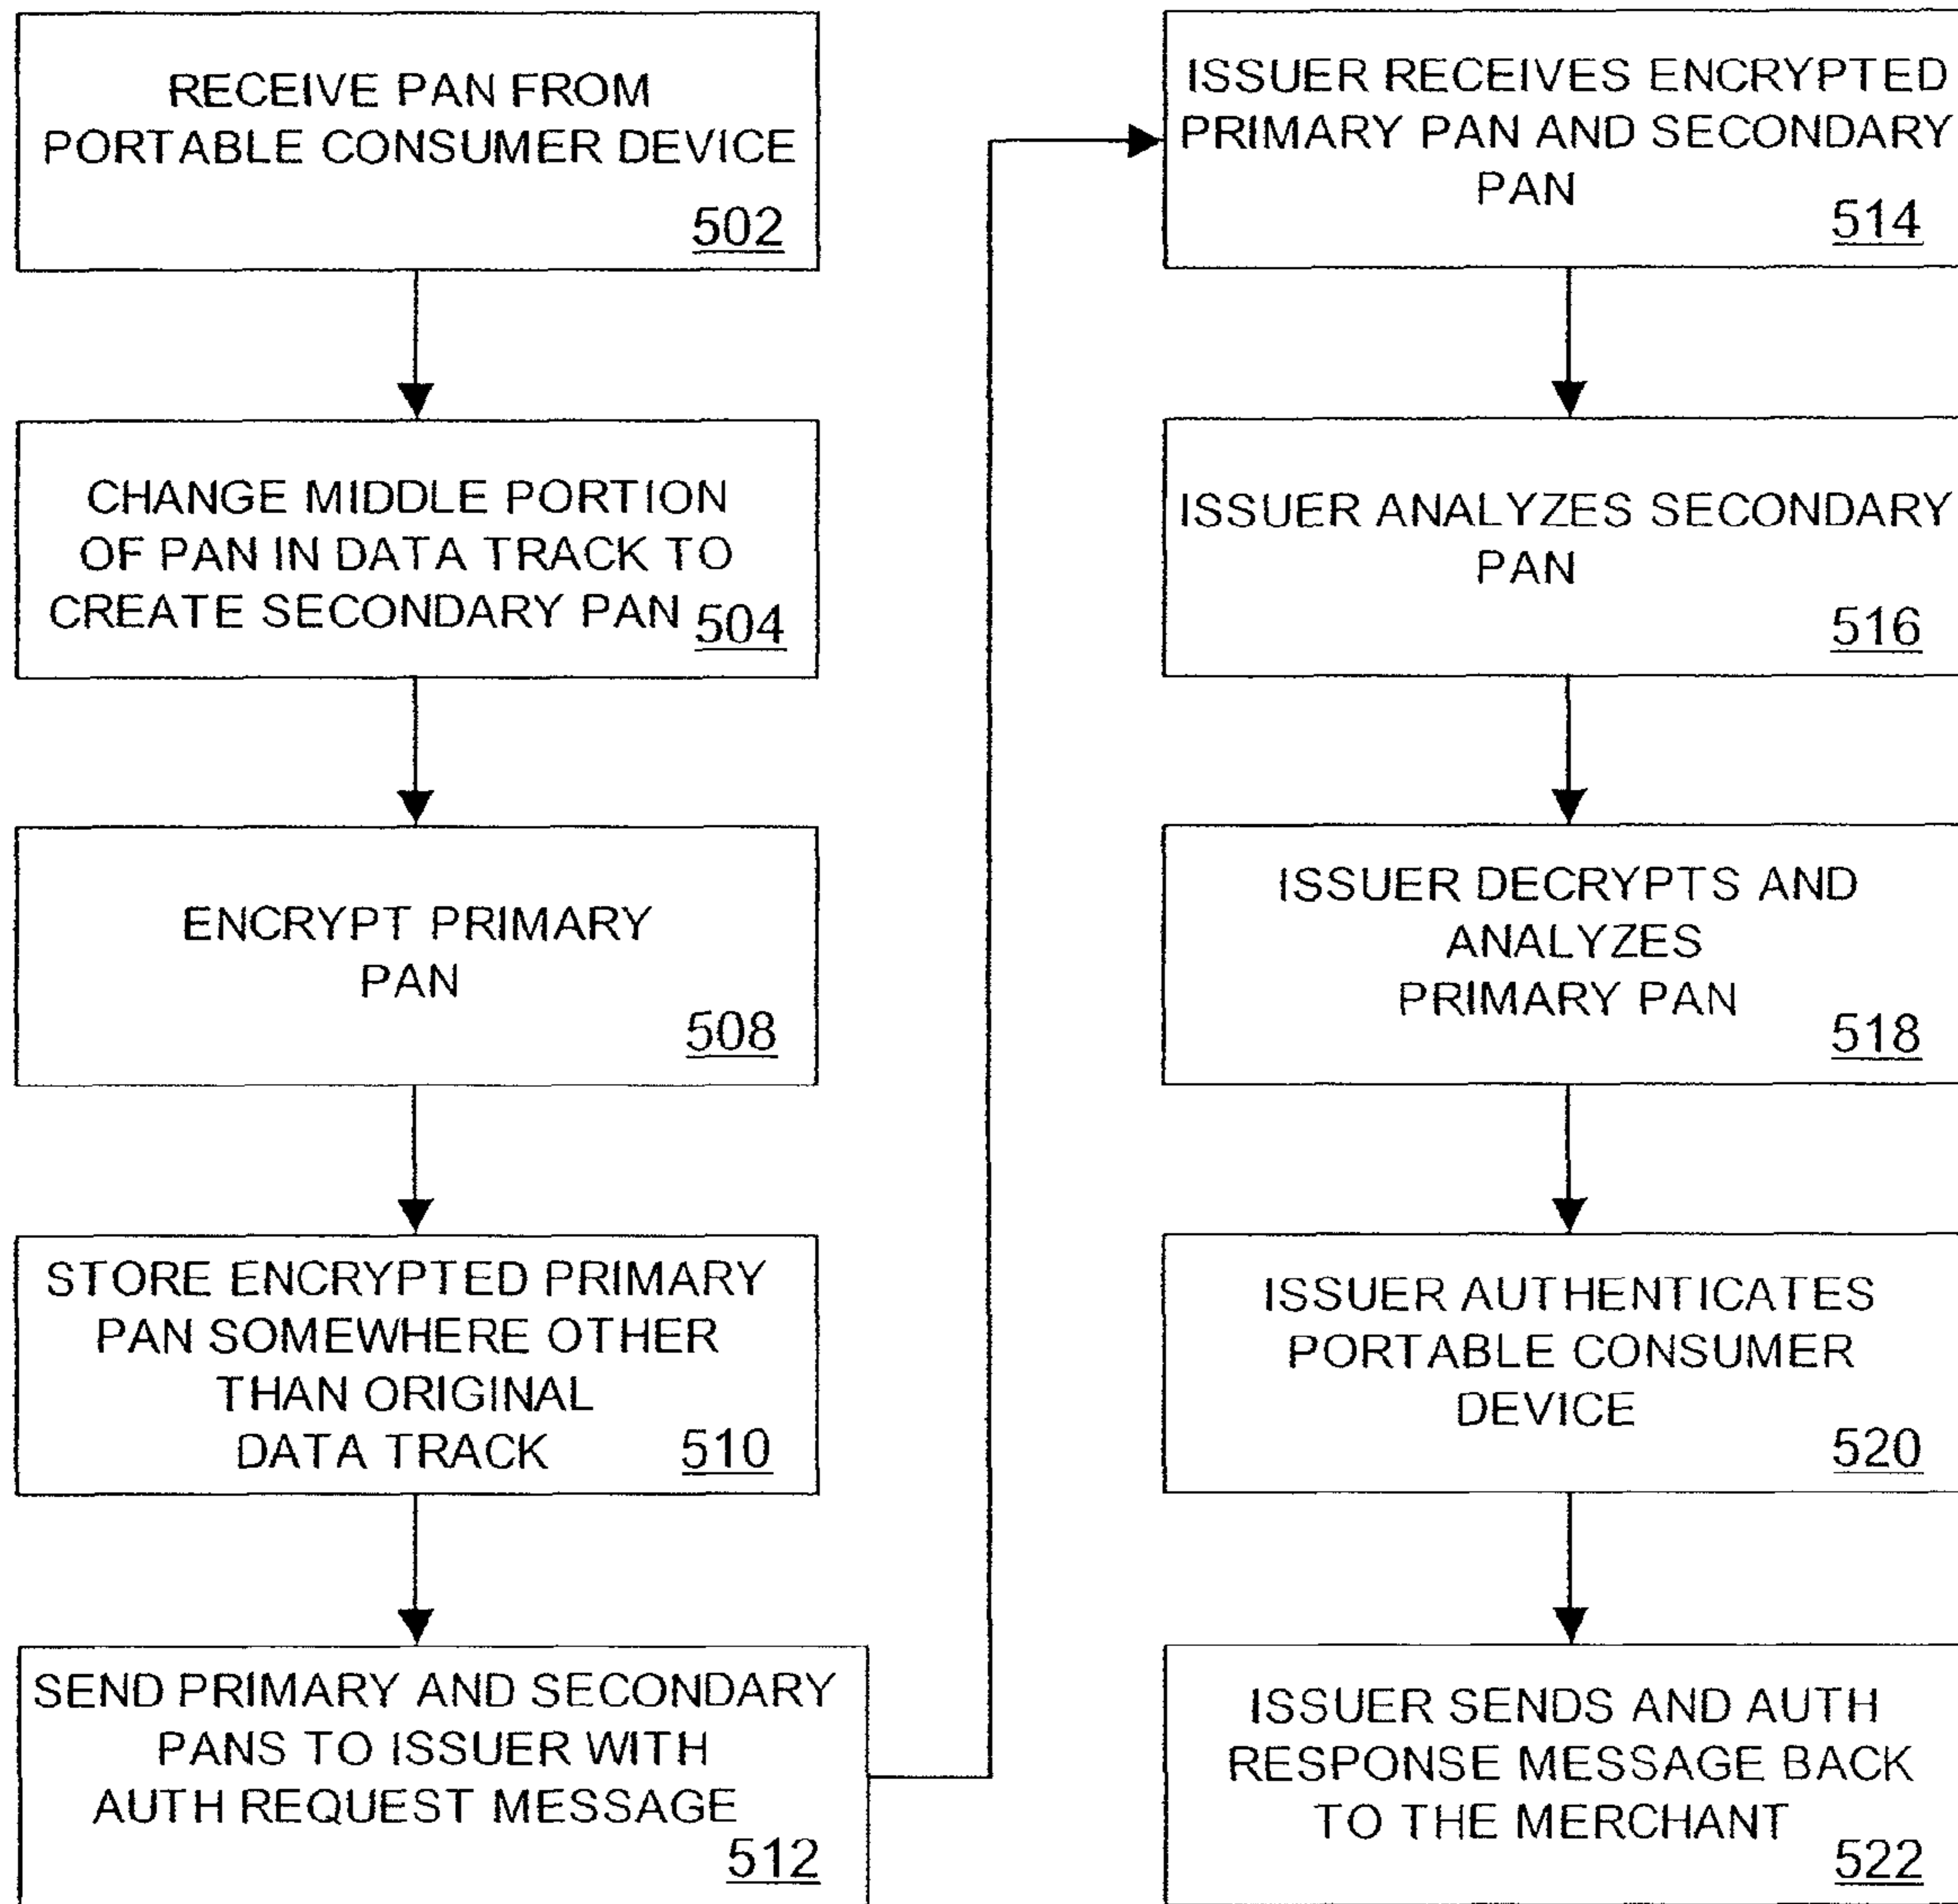 RECEIVE PAN FROM
PORTABLE CONSUMER DEVICE
502
CHANGE MIDDLE PORTION
OF PAN IN DATA TRACK TO
CREATE SECONDARY PAN 504
ENCRYPT PRIMARY
PAN
508
STORE ENCRYPTED PRIMARY
PAN SOMEWHERE OTHER
THAN ORIGINAL
DATA TRACK 510
SEND PRIMARY AND SECONDARY
PANS TO ISSUER WITH
AUTH REQUEST MESSAGE
512
ISSUER RECEIVES ENCRYPTED
PRIMARY PAN AND SECONDARY
PAN
514
ISSUER ANALYZES SECONDARY
PAN
516
ISSUER DECRYPTS AND
ANALYZES
PRIMARY PAN
518
ISSUER AUTHENTICATES
PORTABLE CONSUMER
DEVICE
520
ISSUER SENDS AND AUTH
RESPONSE MESSAGE BACK
TO THE MERCHANT
522